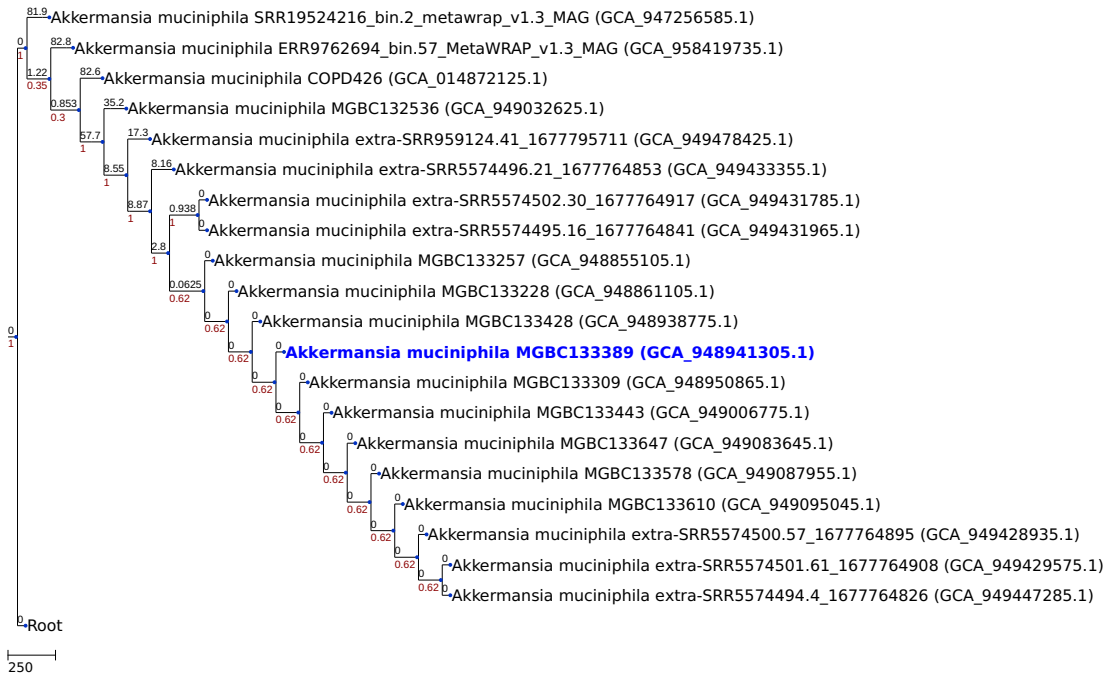 81.9
Akkermansia muciniphila SRR19524216_bin.2_metawrap_v1.3_MAG (GCA_947256585.1)
0
1
82.8
Akkermansia muciniphila ERR9762694_bin.57_MetaWRAP_v1.3_MAG (GCA_958419735.1)
1.22
0.35
82.6
Akkermansia muciniphila COPD426 (GCA_014872125.1)
0.853
0.3
35.2
Akkermansia muciniphila MGBC132536 (GCA_949032625.1)
57.7
1
17.3
Akkermansia muciniphila extra-SRR959124.41_1677795711 (GCA_949478425.1)
8.55
1
8.16
Akkermansia muciniphila extra-SRR5574496.21_1677764853 (GCA_949433355.1)
8.87
1
0
Akkermansia muciniphila extra-SRR5574502.30_1677764917 (GCA_949431785.1)
0.938
1
0
Akkermansia muciniphila extra-SRR5574495.16_1677764841 (GCA_949431965.1)
2.8
1
0
Akkermansia muciniphila MGBC133257 (GCA_948855105.1)
0.0625
0.62
0
Akkermansia muciniphila MGBC133228 (GCA_948861105.1)
0
0.62
0
Akkermansia muciniphila MGBC133428 (GCA_948938775.1)
0
0.62
0
Akkermansia muciniphila MGBC133389 (GCA_948941305.1)
0
0.62
0
Akkermansia muciniphila MGBC133309 (GCA_948950865.1)
0
0.62
0
Akkermansia muciniphila MGBC133443 (GCA_949006775.1)
0
0.62
0
Akkermansia muciniphila MGBC133647 (GCA_949083645.1)
0
0.62
0
Akkermansia muciniphila MGBC133578 (GCA_949087955.1)
0
0.62
0
Akkermansia muciniphila MGBC133610 (GCA_949095045.1)
0
0.62
0
Akkermansia muciniphila extra-SRR5574500.57_1677764895 (GCA_949428935.1)
0
0.62
0
Akkermansia muciniphila extra-SRR5574501.61_1677764908 (GCA_949429575.1)
0
0.62
0
Akkermansia muciniphila extra-SRR5574494.4_1677764826 (GCA_949447285.1)
0
1
0
Root
250